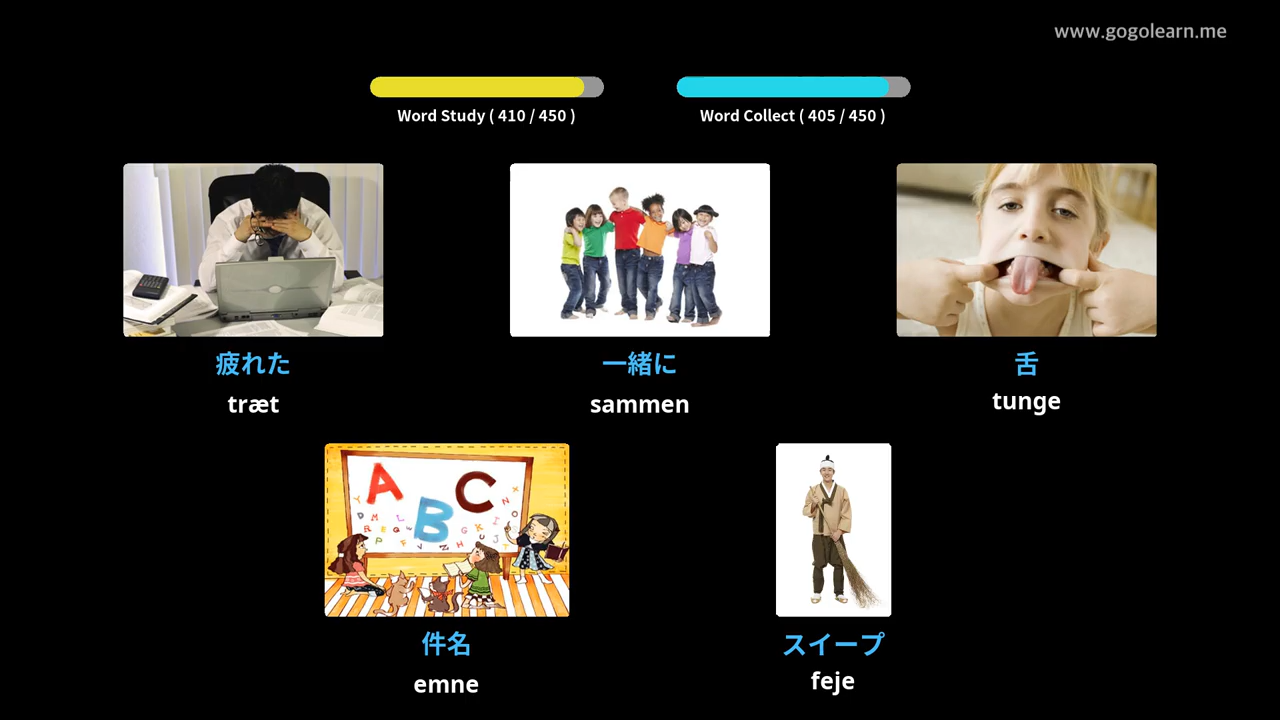 www.gogolearn.me
Word Study ( 410 / 450 )
Word Collect ( 405 / 450 )
疲れた
træt
一緒に
sammen
舌
tunge
A B C
件名
emne
スイープ
feje